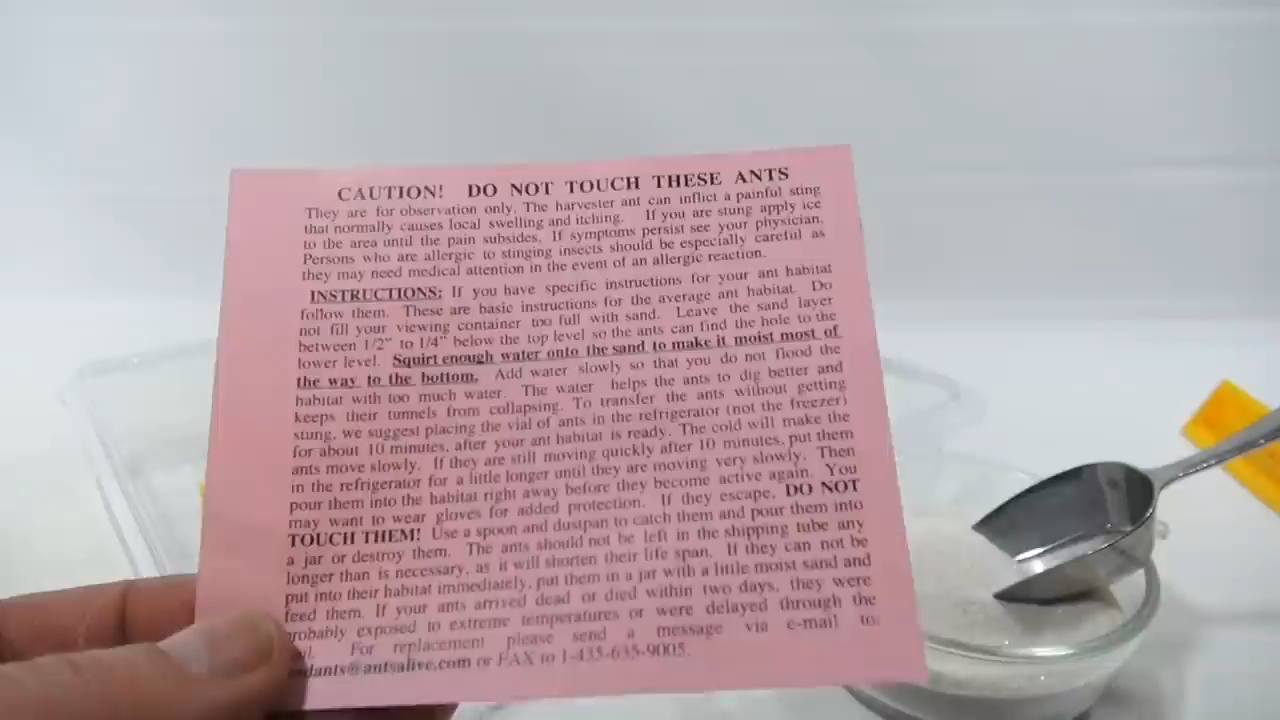 CAUTION! DO NOT TOUCH THESE ANTS
They are for observation only. The harvester ant can inflict a painful sting
that normally causes local swelling and itching. If you are stung apply ice
to the area until the pain subsides. If symptoms persist see your physician.
Persons who are allergic to stinging insects should be especially careful as
they may need medical attention in the event of an allergic reaction.
INSTRUCTIONS: If you have specific instructions for your ant habitat
follow them. These are basic instructions for the average ant habitat. Do
not fill your viewing container too full with sand. Leave the sand layer
between 1/2" to 1/4" below the top level so the ants can find the hole to the
lower level. Squirt enough water onto the sand to make it moist most of
the way to the bottom. Add water slowly so that you do not flood the
habitat with too much water. The water helps the ants to dig better and
keeps their tunnels from collapsing. To transfer the ants without getting
stung, we suggest placing the vial of ants in the refrigerator (not the freezer)
for about 10 minutes, after your ant habitat is ready. The cold will make the
ants move slowly. If they are still moving quickly after 10 minutes, put them
in the refrigerator for a little longer until they are moving very slowly. Then
pour them into the habitat right away before they become active again. You
may want to wear gloves for added protection. If they escape, DO NOT
TOUCH THEM! Use a spoon and dustpan to catch them and pour them into
a jar or destroy them. The ants should not be left in the shipping tube any
longer than is necessary, as it will shorten their life span. If they can not be
put into their habitat immediately, put them in a jar with a little moist sand and
feed them. If your ants arrived dead or died within two days, they were
probably exposed to extreme temperatures or were delayed through the
For replacement please send a message via e-mail to:
dants@antsalive.com or FAX to 1-435-635-9005.